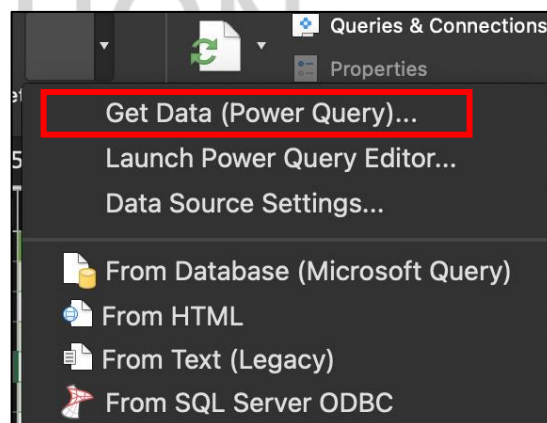 Queries & Connections
Properties
Get Data (Power Query)...
Launch Power Query Editor...
Data Source Settings...
From Database (Microsoft Query)
From HTML
From Text (Legacy)
From SQL Server ODBC